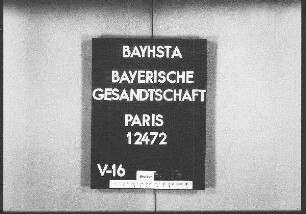 BAYHSTA
BAYERISCHE
GESANDTSCHAFT
PARIS
12472
V-16